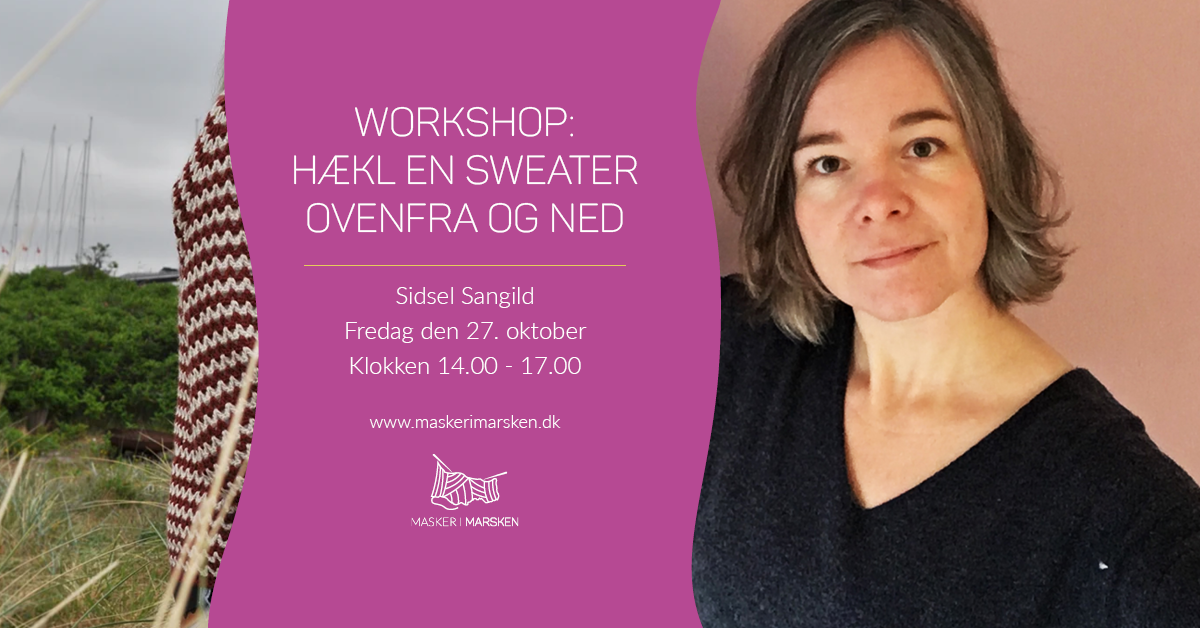 WORKSHOP:
HÆKL EN SWEATER
OVENFRA OG NED
Sidsel Sangild
Fredag den 27. oktober
Klokken 14.00 - 17.00
www.maskerimarsken.dk
MASKER I MARSKEN